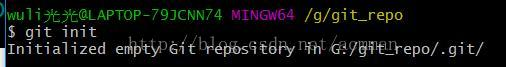 wuli光光@LAPTOP-79JCNN74 MINGW64 /g/git_repo
$ git init
Initialized empty Git repository in G:/git_repo/.git/